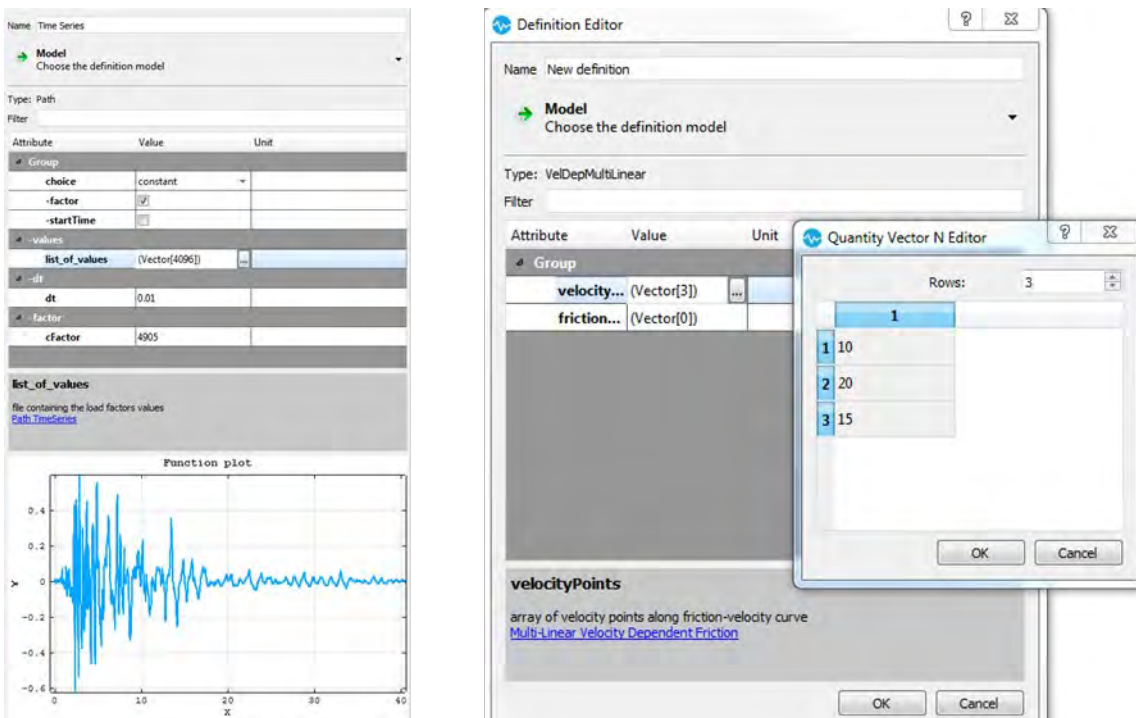 Name Time Series
Model
Choose the definition model
Type: Path
Filter
Attribute Value Unit
Group
choice constant
-factor
-startTime
-values
list_of_values (Vector[4096]) ...
-dt
dt 0.01
-factor
cFactor 4905
list_of_values
file containing the load factors values
Path TimeSeries
Function plot
0.4
0.2
0
-0.2
-0.4
-0.6
Y
0 10 20 30 40
X
Definition Editor
Name New definition
Model
Choose the definition model
Type: VelDepMultiLinear
Filter
Attribute Value Unit
Group
velocity... (Vector[3]) ...
friction... (Vector[0])
velocityPoints
array of velocity points along friction-velocity curve
Multi-Linear Velocity Dependent Friction
OK Cancel
Quantity Vector N Editor
Rows: 3
1
1 10
2 20
3 15
OK Cancel